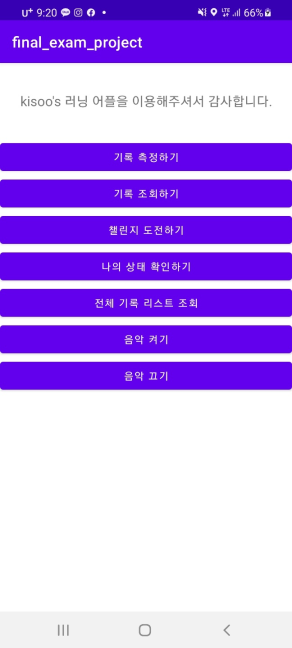 U⁺ 9:20 LTE 66%
final_exam_project
kisoo's 러닝 어플을 이용해주셔서 감사합니다.
기록 측정하기
기록 조회하기
챌린지 도전하기
나의 상태 확인하기
전체 기록 리스트 조회
음악 켜기
음악 끄기